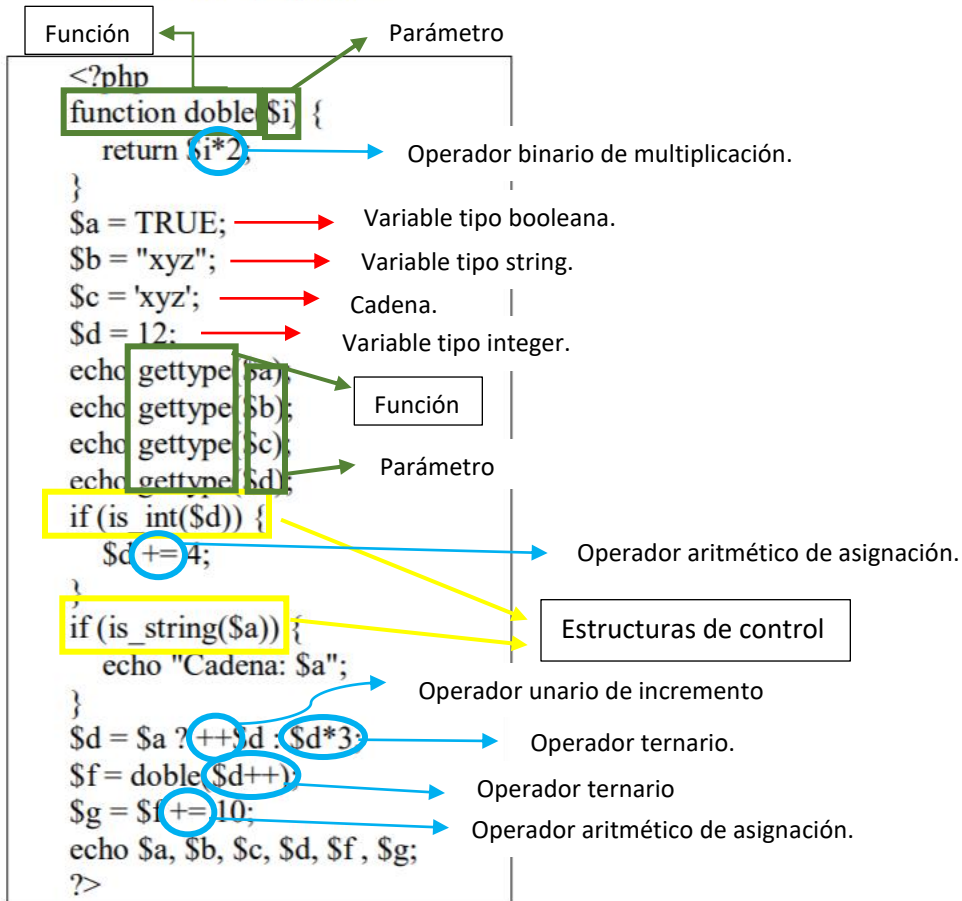 Función
Parámetro
<?php
function doble($i) {
return $i*2;
Operador binario de multiplicación.
}
$a = TRUE;
Variable tipo booleana.
$b = "xyz";
Variable tipo string.
$c = 'xyz';
Cadena.
$d = 12;
Variable tipo integer.
echo gettype($a);
echo gettype($b);
Función
echo gettype($c);
echo gettype($d);
Parámetro
if (is_int($d)) {
$d += 4;
Operador aritmético de asignación.
}
if (is_string($a)) {
Estructuras de control
echo "Cadena: $a";
}
Operador unario de incremento
$d = $a ? ++$d : $d*3;
Operador ternario.
$f = doble($d++);
Operador ternario
$g = $f += 10;
Operador aritmético de asignación.
echo $a, $b, $c, $d, $f , $g;
?>